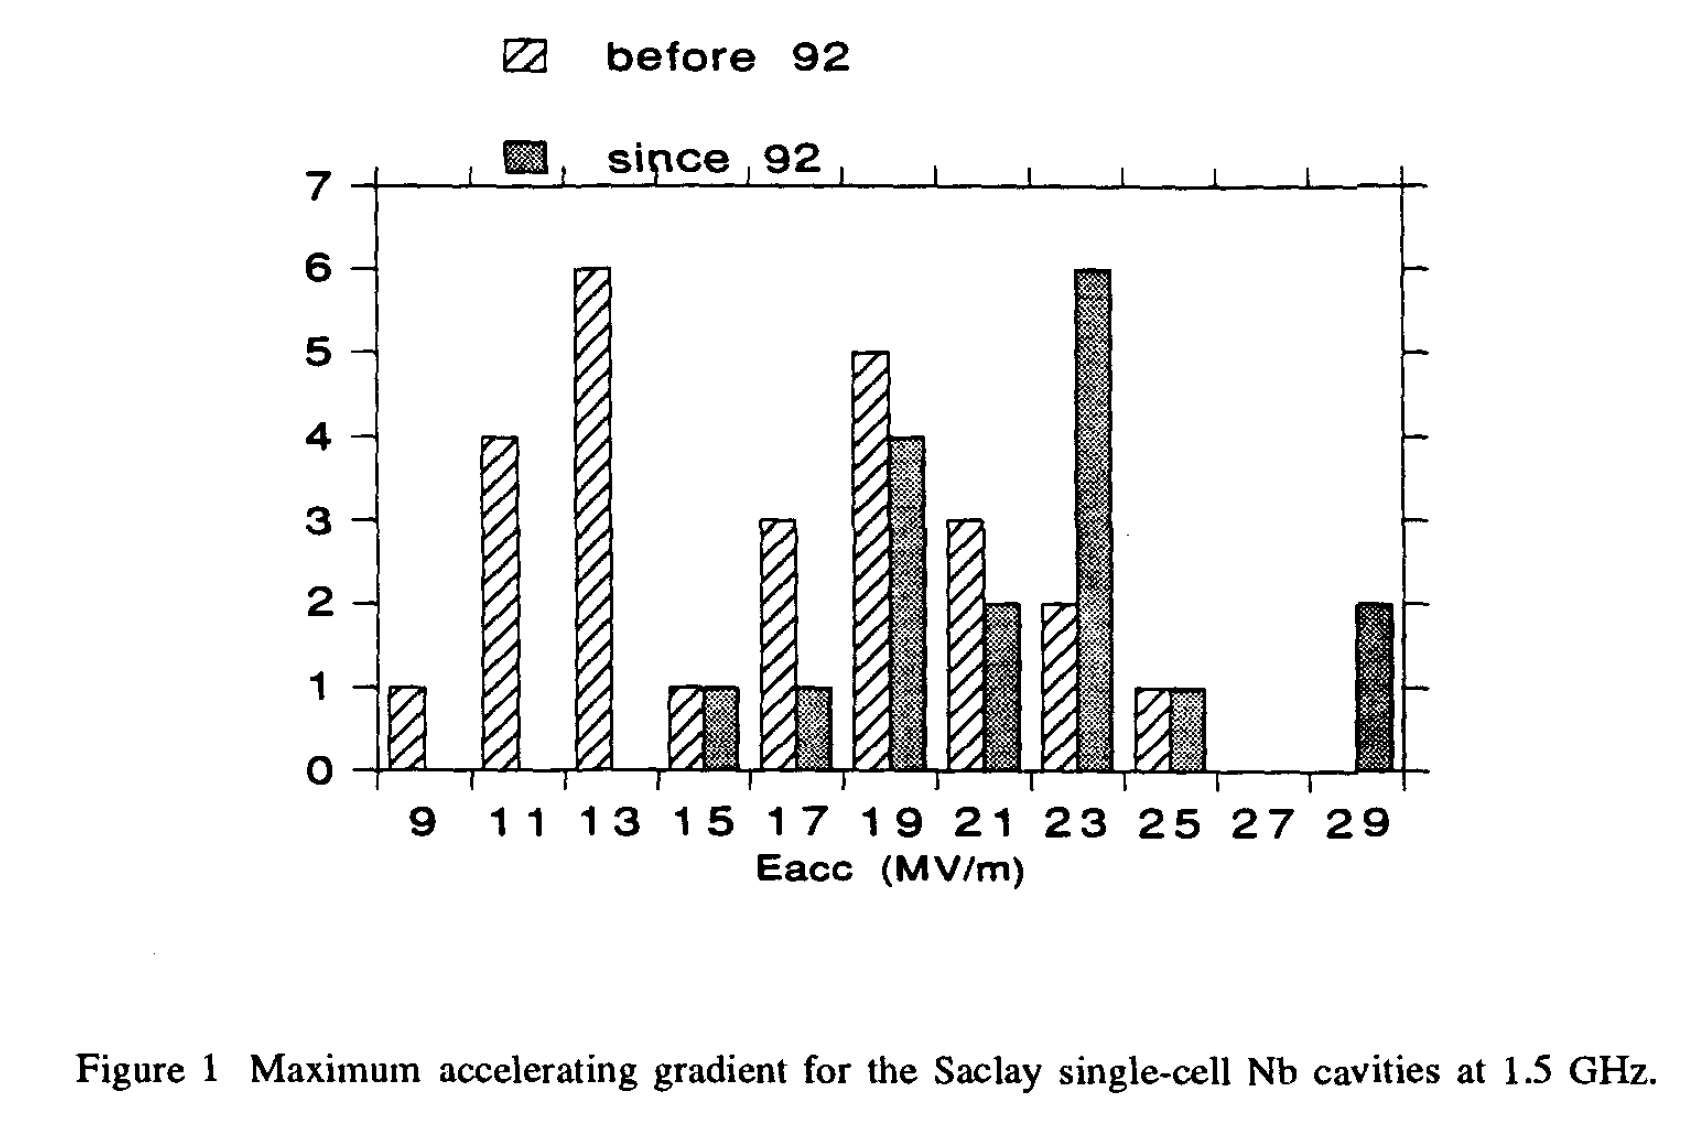 before 92
since 92
7
6
5
4
3
2
1
0
9 11 13 15 17 19 21 23 25 27 29
Eacc (MV/m)
Figure 1 Maximum accelerating gradient for the Saclay single-cell Nb cavities at 1.5 GHz.